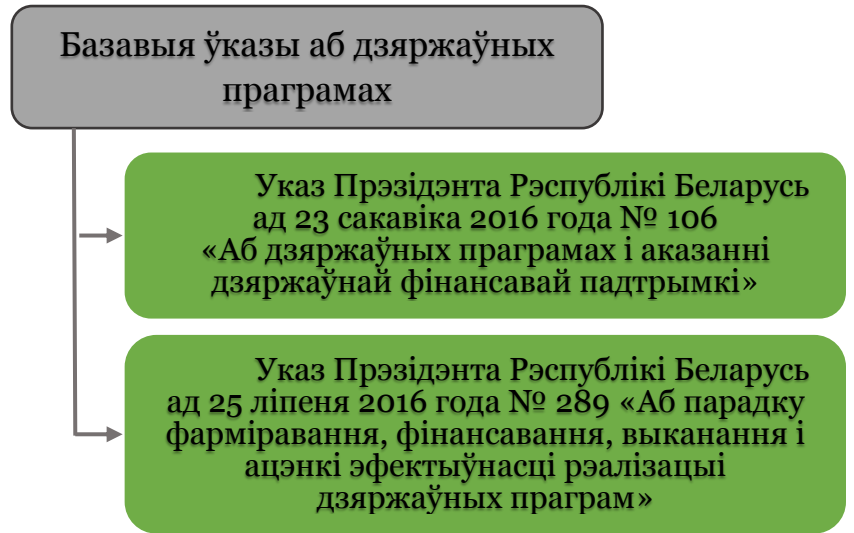 Базавыя ўказы аб дзяржаўных
праграмах
Указ Прэзідэнта Рэспублікі Беларусь
ад 23 сакавіка 2016 года № 106
«Аб дзяржаўных праграмах і аказанні
дзяржаўнай фінансавай падтрымкі»
Указ Прэзідэнта Рэспублікі Беларусь
ад 25 ліпеня 2016 года № 289 «Аб парадку
фарміравання, фінансавання, выканання і
ацэнкі эфектыўнасці рэалізацыі
дзяржаўных праграм»